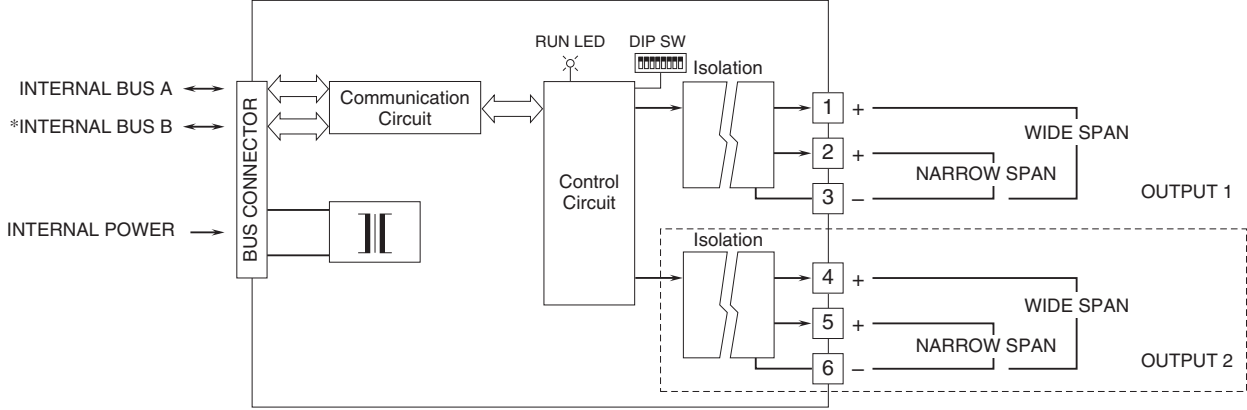 RUN LED
DIP SW
Isolation
INTERNAL BUS A
*INTERNAL BUS B
INTERNAL POWER
BUS CONNECTOR
Communication
Circuit
Control
Circuit
1 +
2 +
3 –
WIDE SPAN
NARROW SPAN
OUTPUT 1
Isolation
4 +
5 +
6 –
WIDE SPAN
NARROW SPAN
OUTPUT 2